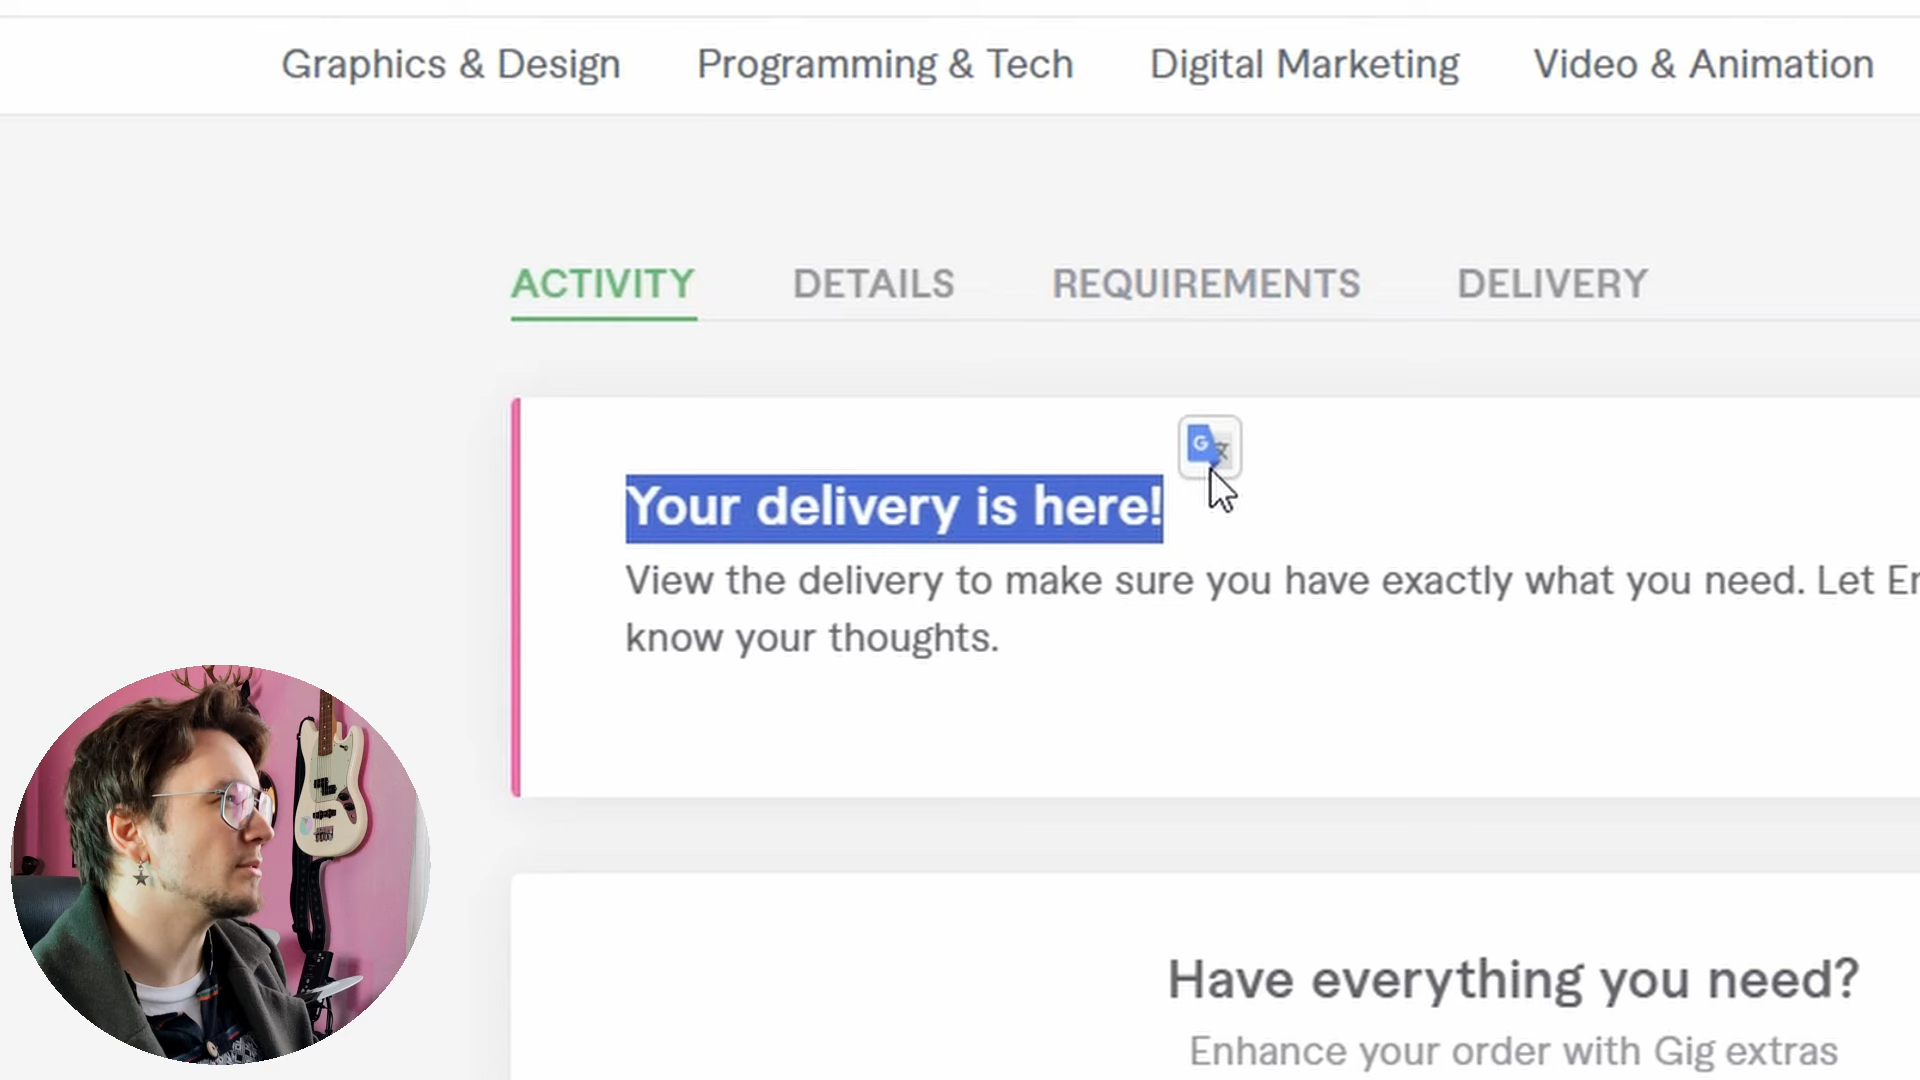 Graphics & Design Programming & Tech Digital Marketing Video & Animation
ACTIVITY DETAILS REQUIREMENTS DELIVERY
Your delivery is here!
View the delivery to make sure you have exactly what you need. Let
know your thoughts.
Have everything you need?
Enhance your order with Gig extras